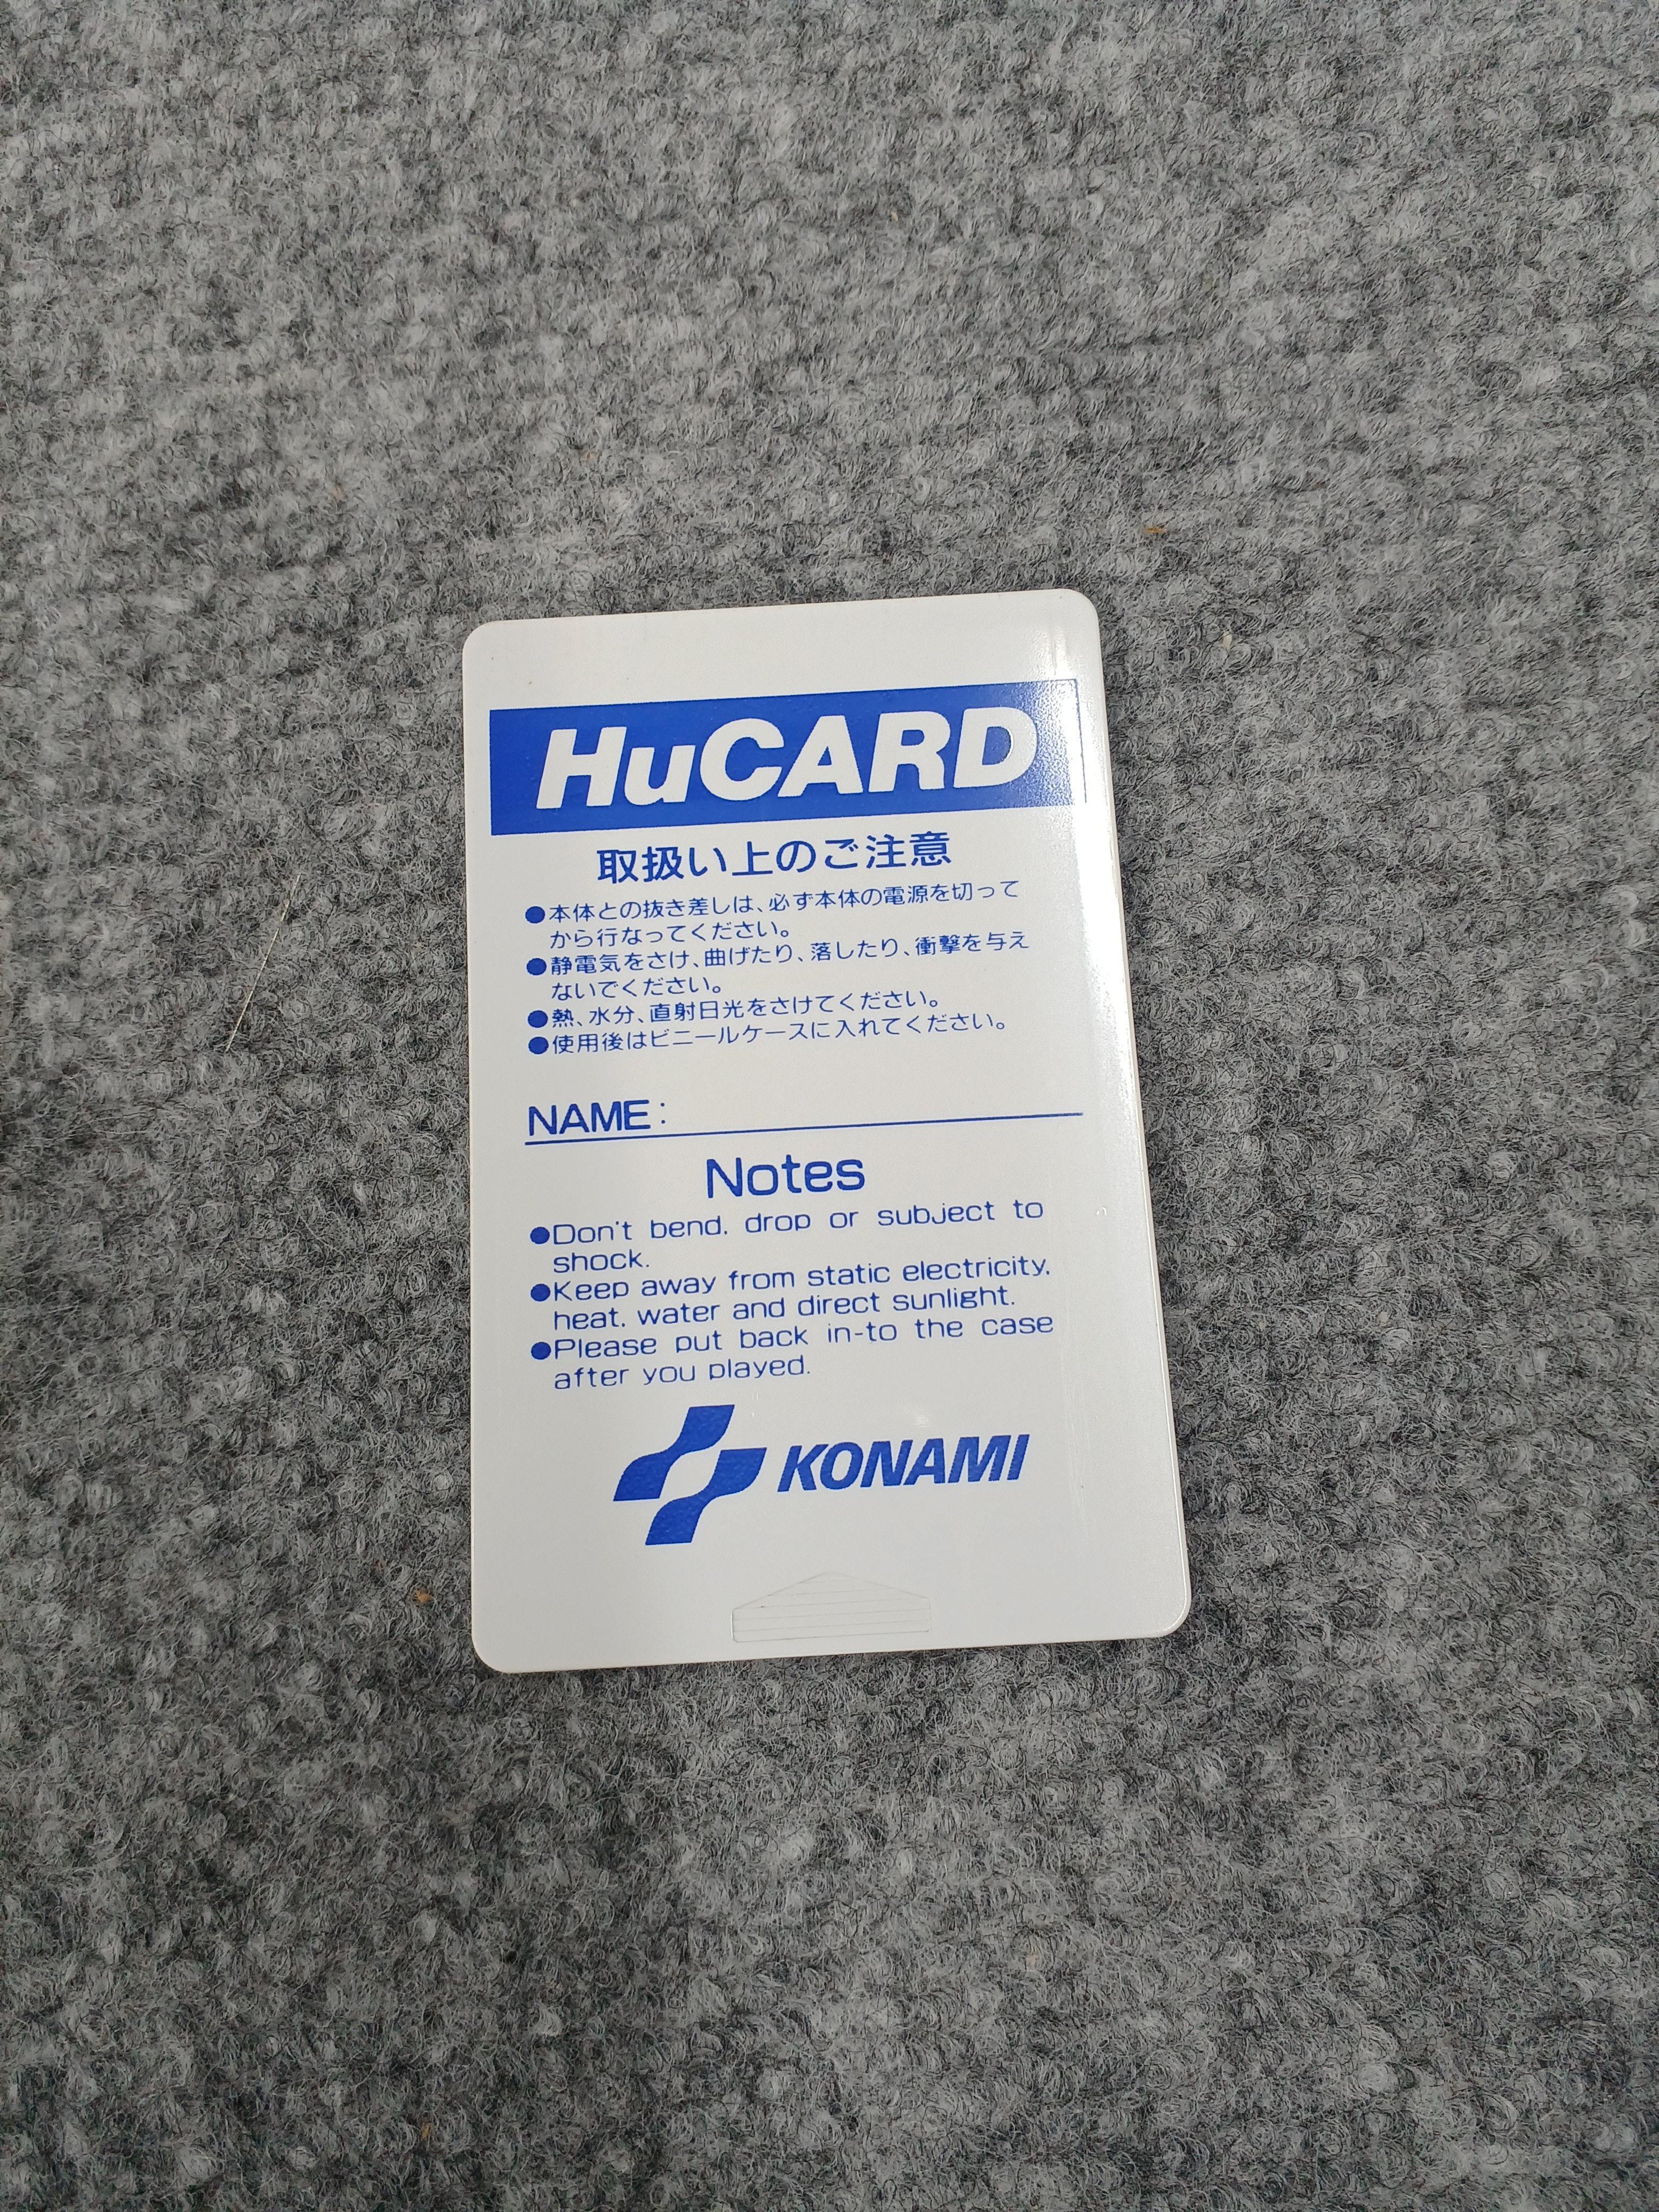 HuCARD
取扱い上のご注意
●本体との抜き差しは、必ず本体の電源を切って
から行なってください。
●静電気をさけ、曲げたり、落したり、衝撃を与え
ないでください。
●熱、水分、直射日光をさけてください。
●使用後はビニールケースに入れてください。
NAME:
Notes
●Don't bend, drop or subject to
shock.
●Keep away from static electricity,
heat, water and direct sunlight.
●Please put back in-to the case
after you played.
KONAMI